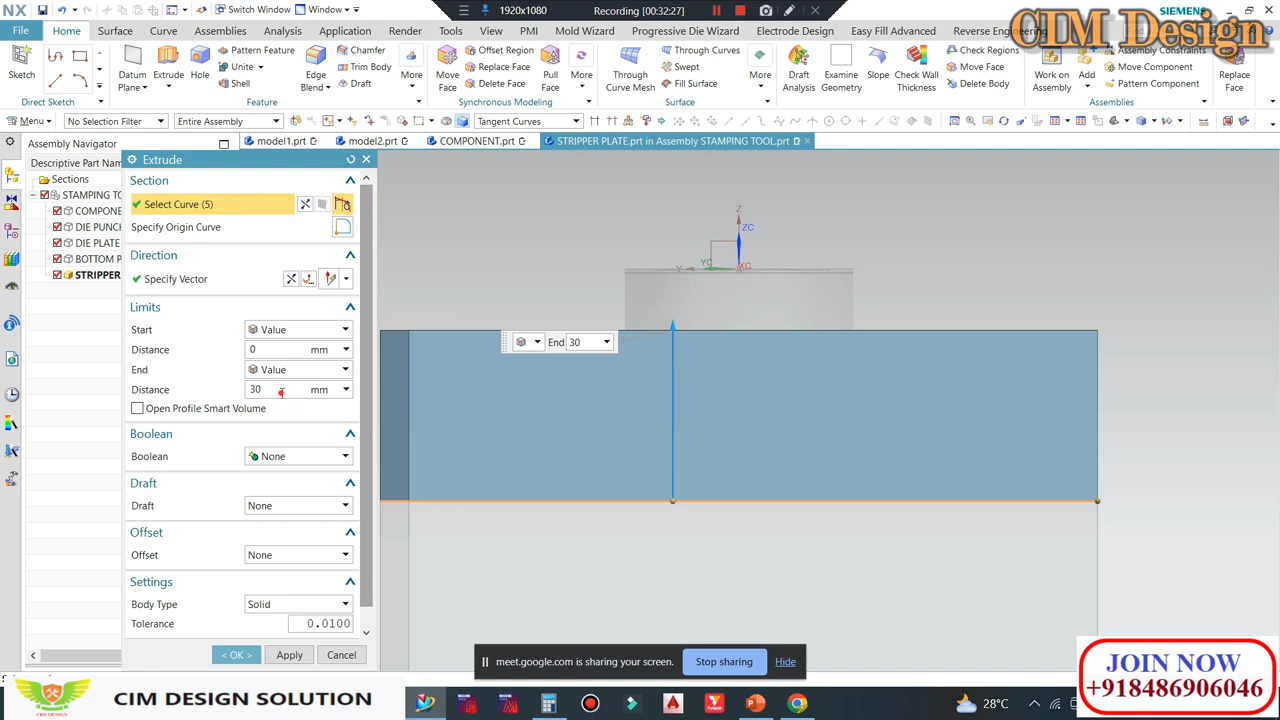 NX
Switch Window
Window
1920x1080
Recording [00:32:27]
SIEMENS
CIM Design
File
Home
Surface
Curve
Assemblies
Analysis
Application
Render
Tools
View
PMI
Mold Wizard
Progressive Die Wizard
Electrode Design
Easy Fill Advanced
Reverse Engineering
Sketch
Direct Sketch
Datum Plane
Extrude
Hole
Pattern Feature
Unite
Shell
Edge Blend
Chamfer
Trim Body
Draft
More
Feature
Move Face
Offset Region
Replace Face
Delete Face
Pull Face
More
Synchronous Modeling
Through Curve Mesh
Through Curves
Swept
Fill Surface
More
Surface
Draft Analysis
Examine Geometry
Slope
Check Wall Thickness
Check Regions
Move Face
Delete Body
Work on Assembly
Add
Assembly Constraints
Move Component
Pattern Component
Assemblies
Replace Face
Menu
No Selection Filter
Entire Assembly
Tangent Curves
Assembly Navigator
model1.prt
model2.prt
COMPONENT.prt
STRIPPER PLATE.prt in Assembly STAMPING TOOL.prt
Descriptive Part Nam
Sections
STAMPING TO
COMPONE
DIE PUNCH
DIE PLATE
BOTTOM P
STRIPPER
Extrude
Section
Select Curve (5)
Specify Origin Curve
Direction
Specify Vector
Limits
Start
Value
Distance
0 mm
End
Value
Distance
30 mm
Open Profile Smart Volume
Boolean
Boolean
None
Draft
Draft
None
Offset
Offset
None
Settings
Body Type
Solid
Tolerance
0.0100
< OK >
Apply
Cancel
Z
ZC
Y
YC
XC
End 30
meet.google.com is sharing your screen.
Stop sharing
Hide
JOIN NOW
+918486906046
CIM DESIGN SOLUTION
28°C